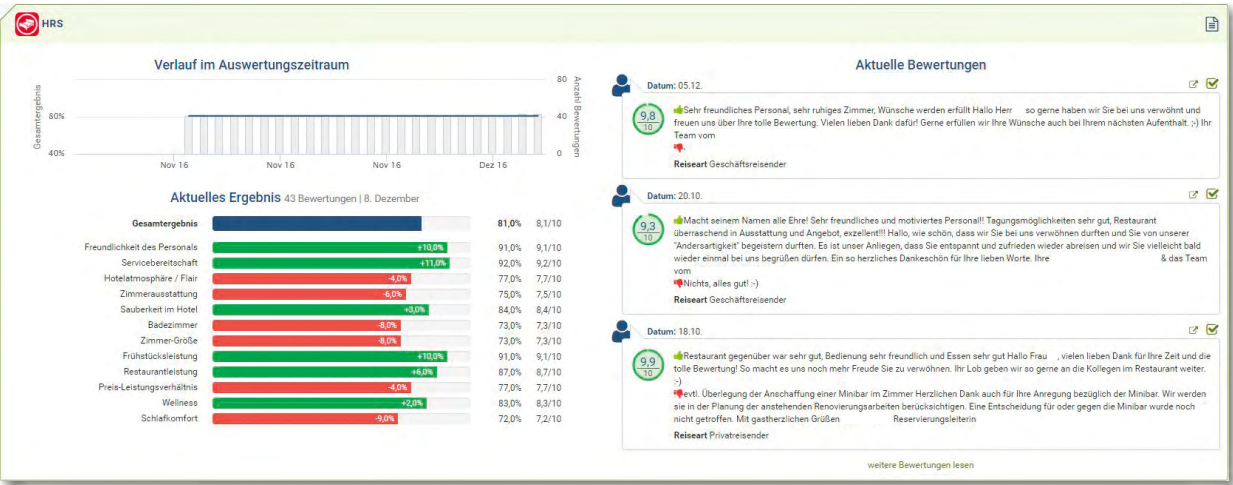 HRS
Verlauf im Auswertungszeitraum
Gesamtergebnis
80%
40%
80
40
0
Anzahl Bewertungen
Nov 16 Nov 16 Nov 16 Dez 16
Aktuelles Ergebnis 43 Bewertungen | 8. Dezember
Gesamtergebnis 81,0% 8,1/10
Freundlichkeit des Personals +10,0% 91,0% 9,1/10
Servicebereitschaft +11,0% 92,0% 9,2/10
Hotelatmosphäre / Flair -4,0% 77,0% 7,7/10
Zimmerausstattung -6,0% 75,0% 7,5/10
Sauberkeit im Hotel +3,0% 84,0% 8,4/10
Badezimmer -8,0% 73,0% 7,3/10
Zimmer-Größe -8,0% 73,0% 7,3/10
Frühstücksleistung +10,0% 91,0% 9,1/10
Restaurantleistung +6,0% 87,0% 8,7/10
Preis-Leistungsverhältnis -4,0% 77,0% 7,7/10
Wellness +2,0% 83,0% 8,3/10
Schlafkomfort -9,0% 72,0% 7,2/10
Aktuelle Bewertungen
Datum: 05.12.
9,8
10
Sehr freundliches Personal, sehr ruhiges Zimmer, Wünsche werden erfüllt Hallo Herr so gerne haben wir Sie bei uns verwöhnt und
freuen uns über Ihre tolle Bewertung. Vielen lieben Dank dafür! Gerne erfüllen wir Ihre Wünsche auch bei Ihrem nächsten Aufenthalt. ;-) Ihr
Team vom
-
Reiseart Geschäftsreisender
Datum: 20.10.
9,3
10
Macht seinem Namen alle Ehre! Sehr freundliches und motiviertes Personal!! Tagungsmöglichkeiten sehr gut, Restaurant
überraschend in Ausstattung und Angebot, exzellent!!! Hallo, wie schön, dass wir Sie bei uns verwöhnen durften und Sie von unserer
"Andersartigkeit" begeistern durften. Es ist unser Anliegen, dass Sie entspannt und zufrieden wieder abreisen und wir Sie vielleicht bald
wieder einmal bei uns begrüßen dürfen. Ein so herzliches Dankeschön für Ihre lieben Worte. Ihre & das Team
vom
Nichts, alles gut! :-)
Reiseart Geschäftsreisender
Datum: 18.10.
9,9
10
Restaurant gegenüber war sehr gut, Bedienung sehr freundlich und Essen sehr gut Hallo Frau , vielen lieben Dank für Ihre Zeit und die
tolle Bewertung! So macht es uns noch mehr Freude Sie zu verwöhnen. Ihr Lob geben wir so gerne an die Kollegen im Restaurant weiter.
:-)
evtl. Überlegung der Anschaffung einer Minibar im Zimmer Herzlichen Dank auch für Ihre Anregung bezüglich der Minibar. Wir werden
sie in der Planung der anstehenden Renovierungsarbeiten berücksichtigen. Eine Entscheidung für oder gegen die Minibar wurde noch
nicht getroffen. Mit gastherzlichen Grüßen Reservierungsleiterin
Reiseart Privatreisender
weitere Bewertungen lesen